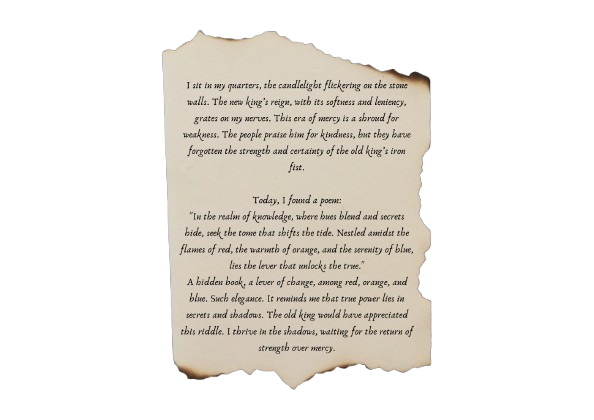 I sit in my quarters, the candlelight flickering on the stone
walls. The new king's reign, with its softness and leniency,
grates on my nerves. This era of mercy is a shroud for
weakness. The people praise him for kindness, but they have
forgotten the strength and certainty of the old king's iron
fist.
Today, I found a poem:
"In the realm of knowledge, where hues blend and secrets
hide, seek the tome that shifts the tide. Nestled amidst the
flames of red, the warmth of orange, and the serenity of blue,
lies the lever that unlocks the true."
A hidden book, a lever of change, among red, orange, and
blue. Such elegance. It reminds me that true power lies in
secrets and shadows. The old king would have appreciated
this riddle. I thrive in the shadows, waiting for the return of
strength over mercy.